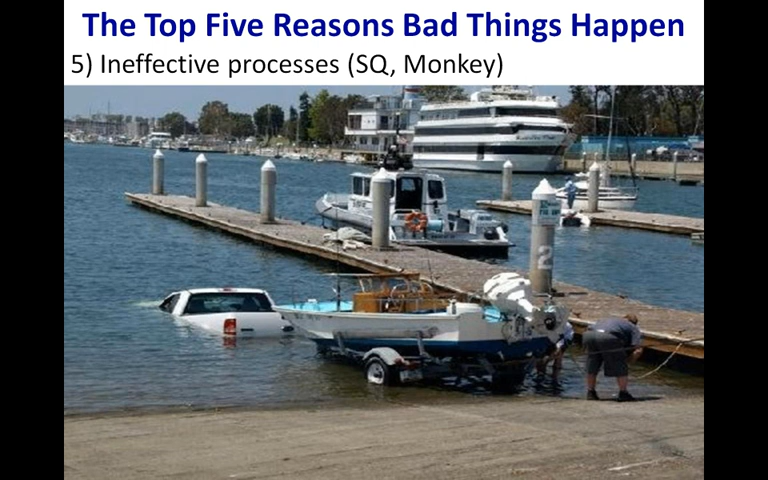 The Top Five Reasons Bad Things Happen
5) Ineffective processes (SQ, Monkey)
2